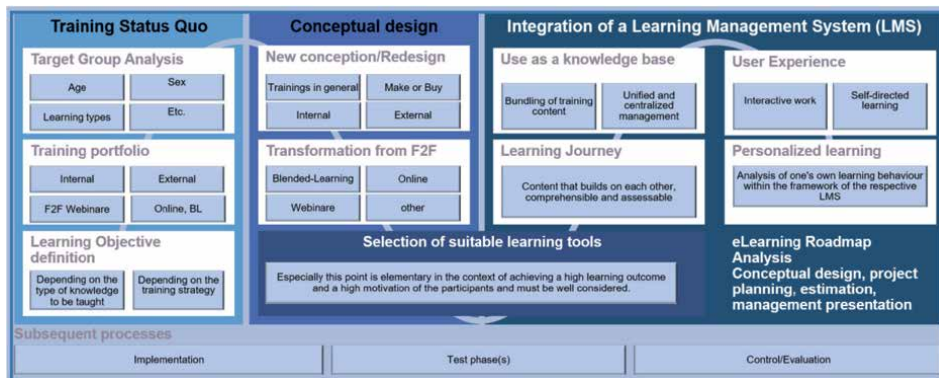 Training Status Quo
Target Group Analysis
Age
Sex
Learning types
Etc.
Training portfolio
Internal
External
F2F Webinare
Online, BL
Learning Objective
definition
Depending on the
type of knowledge
to be taught
Depending on the
training strategy
Conceptual design
New conception/Redesign
Trainings in general
Make or Buy
Internal
External
Transformation from F2F
Blended-Learning
Online
Webinare
other
Integration of a Learning Management System (LMS)
Use as a knowledge base
Bundling of training
content
Unified and
centralized
management
User Experience
Interactive work
Self-directed
learning
Learning Journey
Content that builds on each other,
comprehensible and assessable
Personalized learning
Analysis of one's own learning behaviour
within the framework of the respective
LMS
Selection of suitable learning tools
Especially this point is elementary in the context of achieving a high learning outcome
and a high motivation of the participants and must be well considered.
eLearning Roadmap
Analysis
Conceptual design, project
planning, estimation,
management presentation
Subsequent processes
Implementation
Test phase(s)
Control/Evaluation